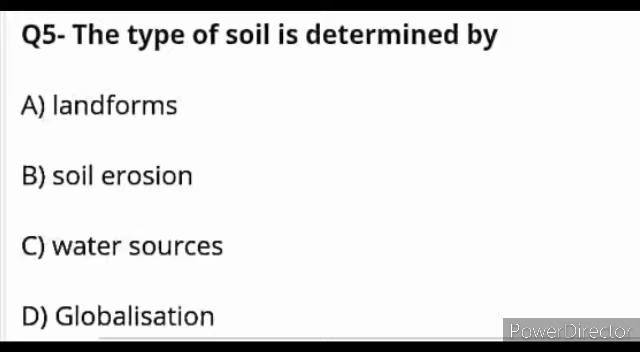 Q5- The type of soil is determined by
A) landforms
B) soil erosion
C) water sources
D) Globalisation
PowerDirector